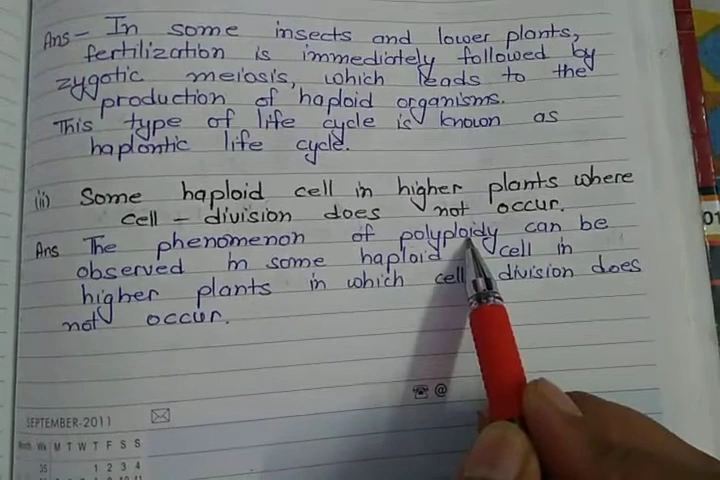 Ans - In some insects and lower plants,
fertilization is immediately followed by
zygotic meiosis, which leads to the
production of haploid organisms.
This type of life cycle is known as
haplontic life cycle.
(ii) Some haploid cell in higher plants where
cell - division does not occur.
Ans The phenomenon of polyploidy can be
observed in some haploid cell in
higher plants in which cell division does
not occur.
☎ @
SEPTEMBER-2011
Month Wk M T W T F S S
35 1 2 3 4